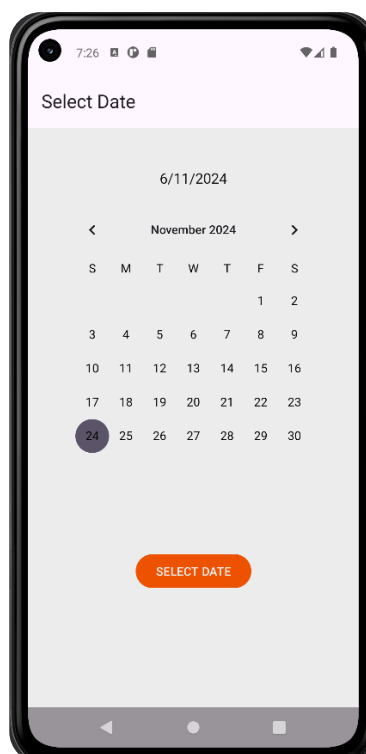 7:26
Select Date
6/11/2024
November 2024
S M T W T F S
1 2
3 4 5 6 7 8 9
10 11 12 13 14 15 16
17 18 19 20 21 22 23
24 25 26 27 28 29 30
SELECT DATE